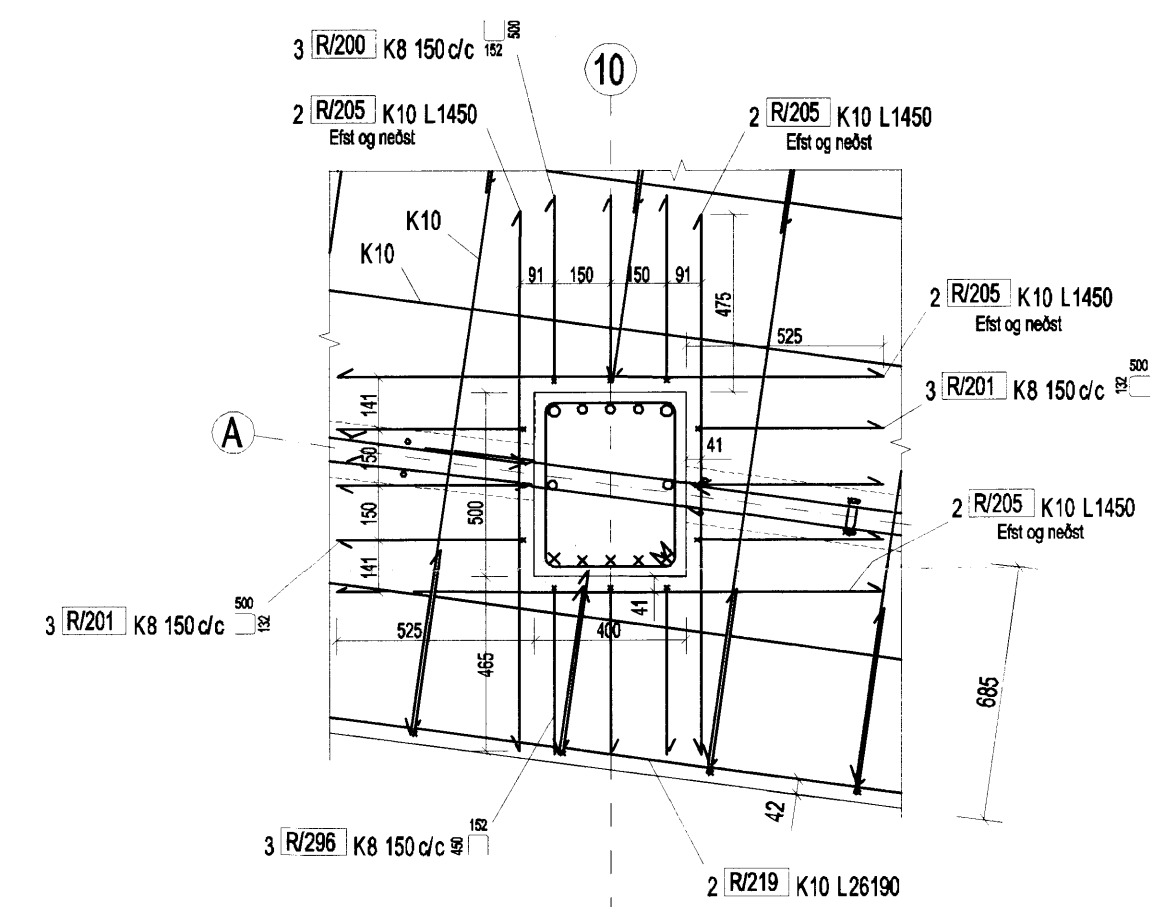 3 R/200 K8 150 c/c 152 500
10
2 R/205 K10 L1450
Efst og neðst
2 R/205 K10 L1450
Efst og neðst
K10
K10
91 150 150 91
475
2 R/205 K10 L1450
Efst og neðst
525
3 R/201 K8 150 c/c 132 500
141
A
41
150
150
500
2 R/205 K10 L1450
Efst og neðst
141
41
3 R/201 K8 150 c/c 500 132
525 400
465
685
42
3 R/296 K8 150 c/c 450 152
2 R/219 K10 L26190